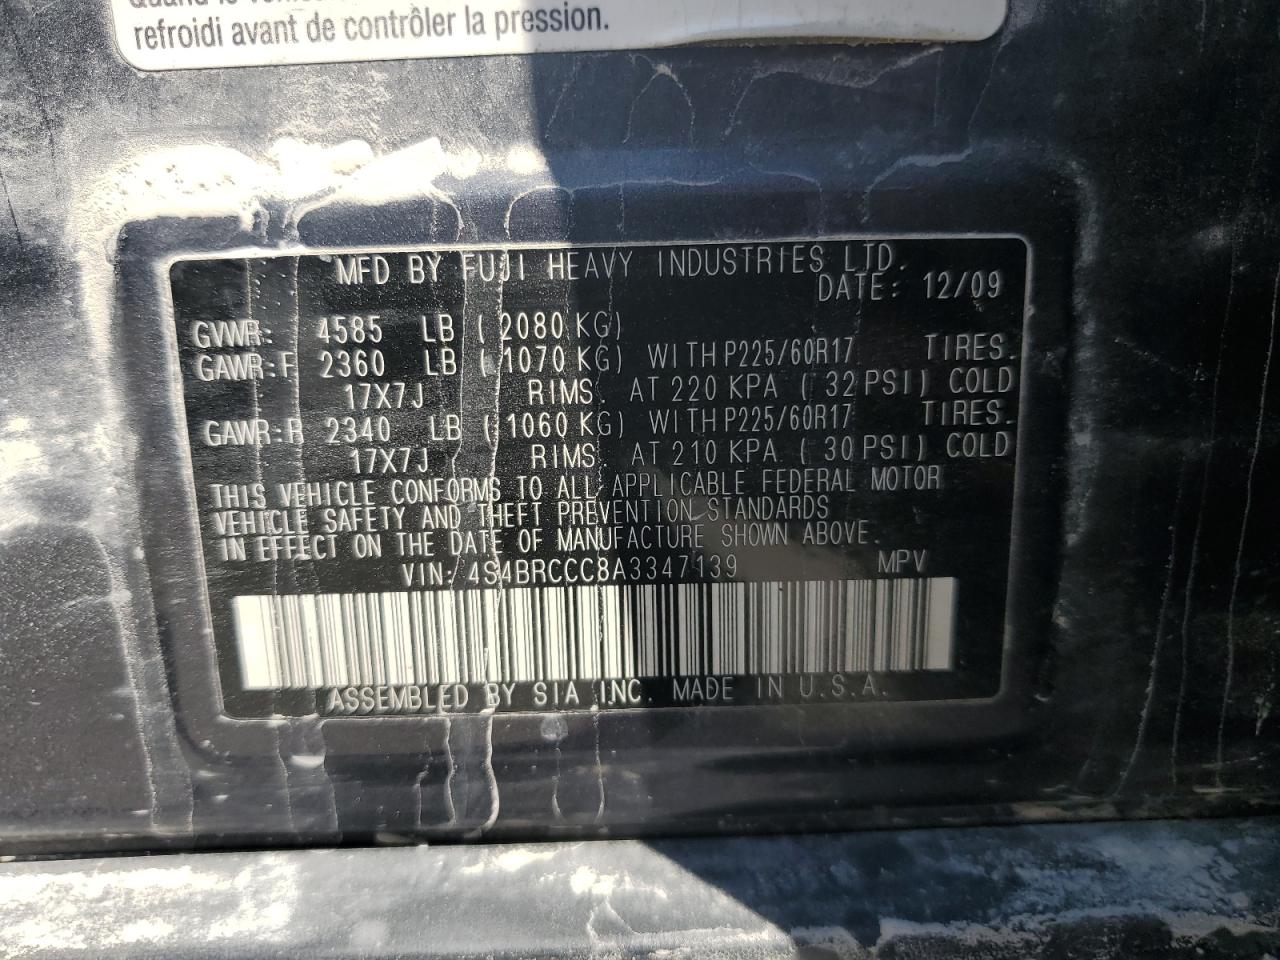 refroidi avant de contrôler la pression.
MFD BY FUJI HEAVY INDUSTRIES LTD.
DATE: 12/09
GVWR: 4585 LB (2080 KG)
GAWR:F 2360 LB (1070 KG) WITH P225/60R17 TIRES.
17X7J RIMS. AT 220 KPA (32 PSI) COLD
GAWR:R 2340 LB (1060 KG) WITH P225/60R17 TIRES.
17X7J RIMS. AT 210 KPA. (30 PSI) COLD
THIS VEHICLE CONFORMS TO ALL APPLICABLE FEDERAL MOTOR
VEHICLE SAFETY AND THEFT PREVENTION STANDARDS
IN EFFECT ON THE DATE OF MANUFACTURE SHOWN ABOVE.
VIN: 4S4BRCCC8A3347139 MPV
ASSEMBLED BY SIA INC. MADE IN U.S.A.